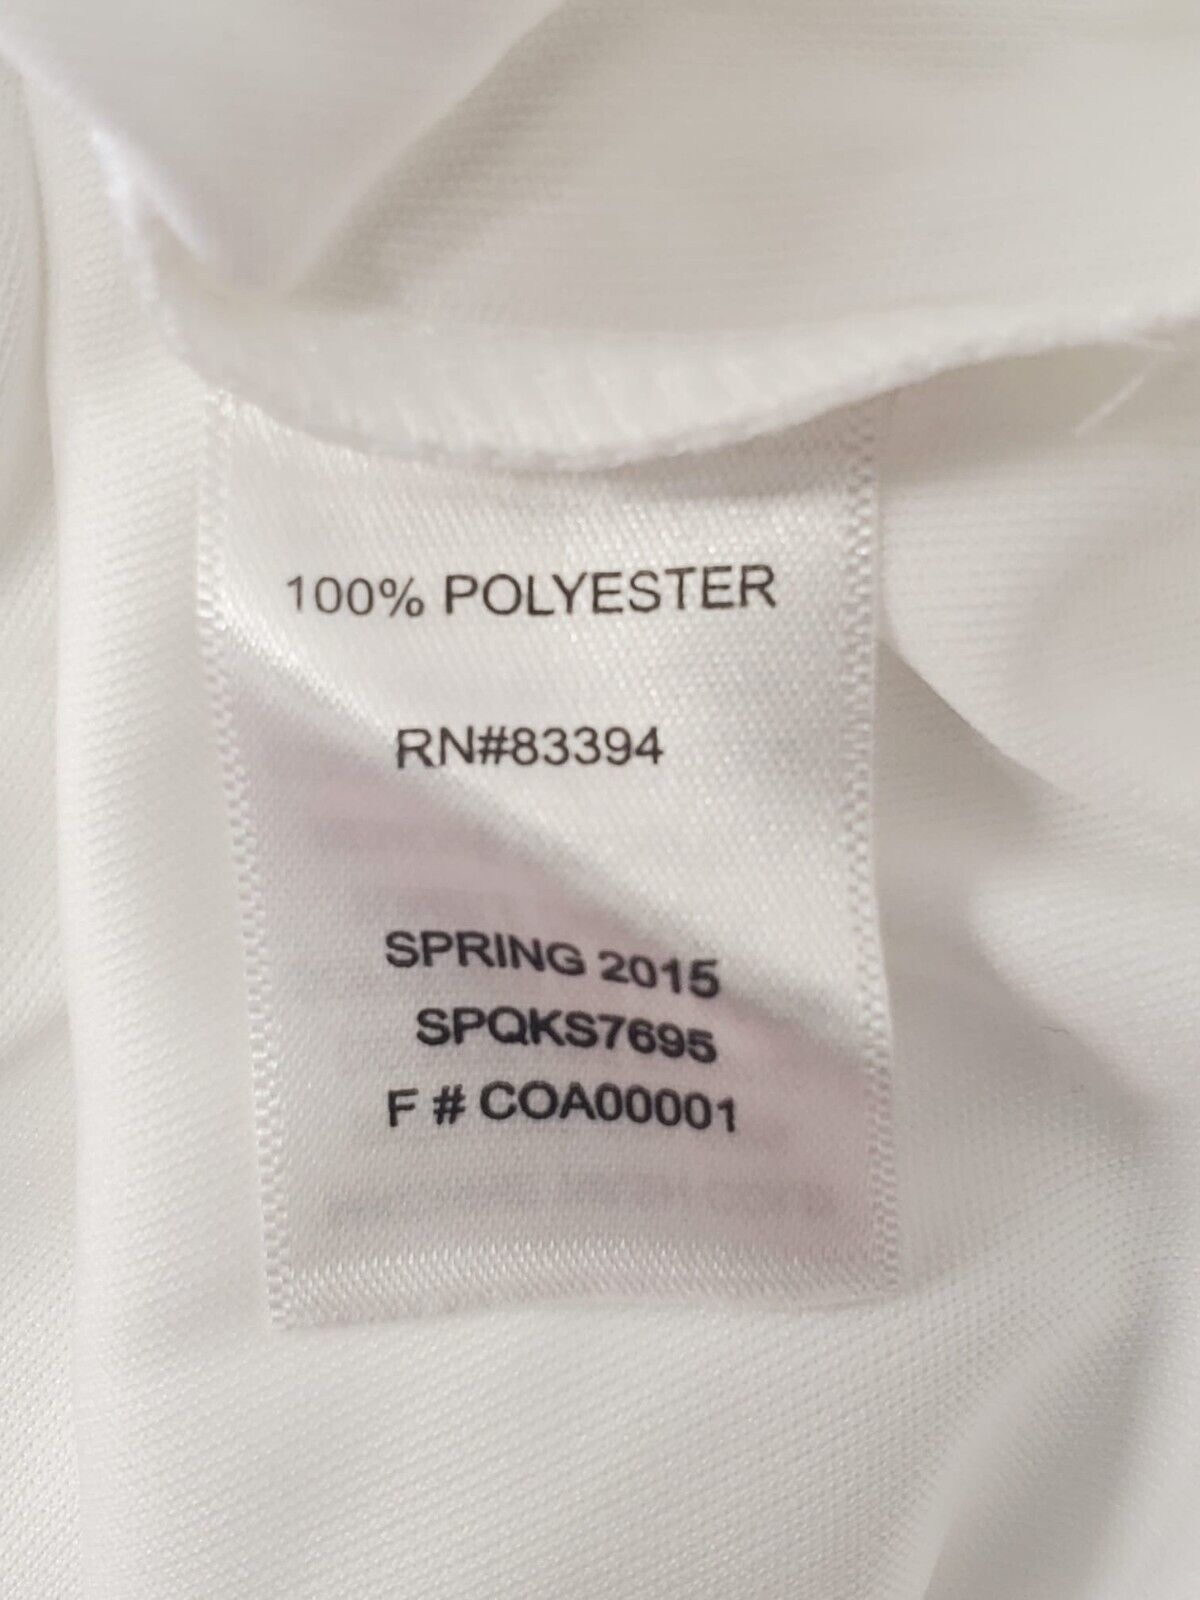 100% POLYESTER
RN#83394
SPRING 2015
SPQKS7695
F # COA00001